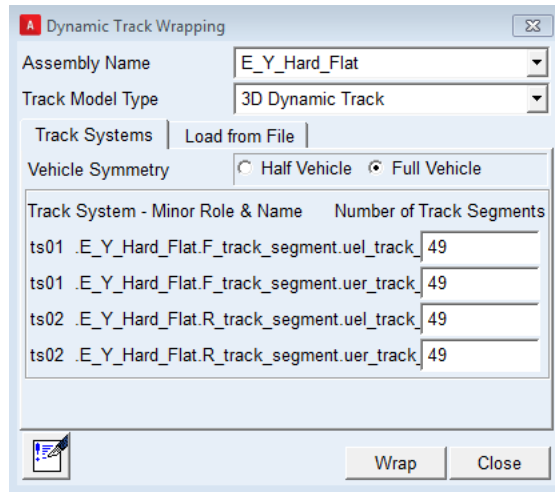 A Dynamic Track Wrapping
Assembly Name E_Y_Hard_Flat
Track Model Type 3D Dynamic Track
Track Systems Load from File
Vehicle Symmetry Half Vehicle Full Vehicle
Track System - Minor Role & Name Number of Track Segments
ts01 .E_Y_Hard_Flat.F_track_segment.uel_track_ 49
ts01 .E_Y_Hard_Flat.F_track_segment.uer_track_ 49
ts02 .E_Y_Hard_Flat.R_track_segment.uel_track_ 49
ts02 .E_Y_Hard_Flat.R_track_segment.uer_track_ 49
Wrap Close